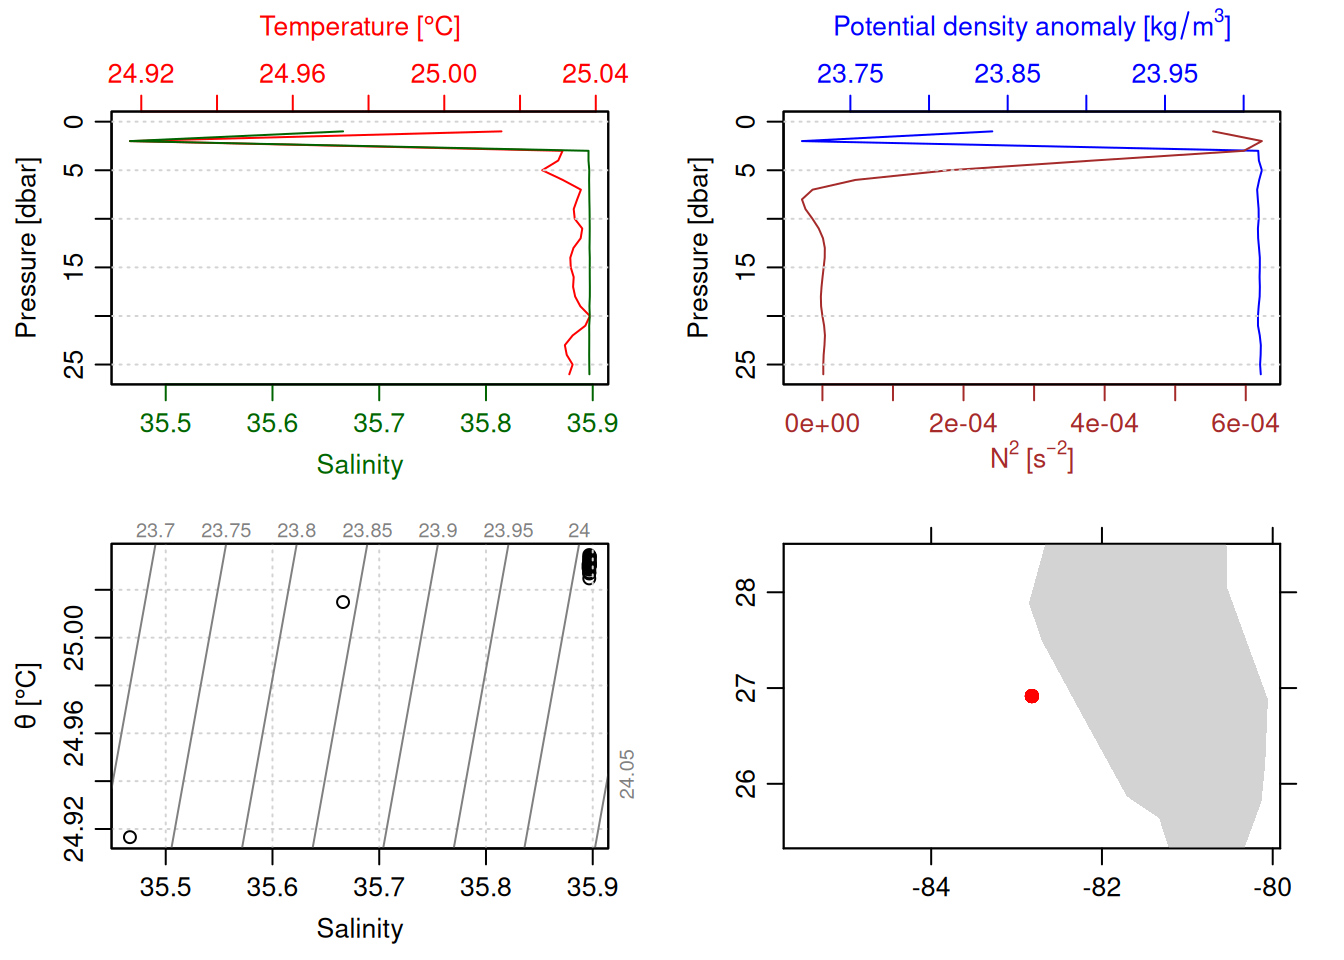 Temperature [°C]
24.92 24.96 25.00 25.04
0
5
15
25
Pressure [dbar]
35.5 35.6 35.7 35.8 35.9
Salinity
Potential density anomaly [kg/m³]
23.75 23.85 23.95
0
5
15
25
Pressure [dbar]
0e+00 2e-04 4e-04 6e-04
N² [s⁻²]
23.7 23.75 23.8 23.85 23.9 23.95 24
24.05
25.00
24.96
24.92
θ [°C]
35.5 35.6 35.7 35.8 35.9
Salinity
28
27
26
-84 -82 -80